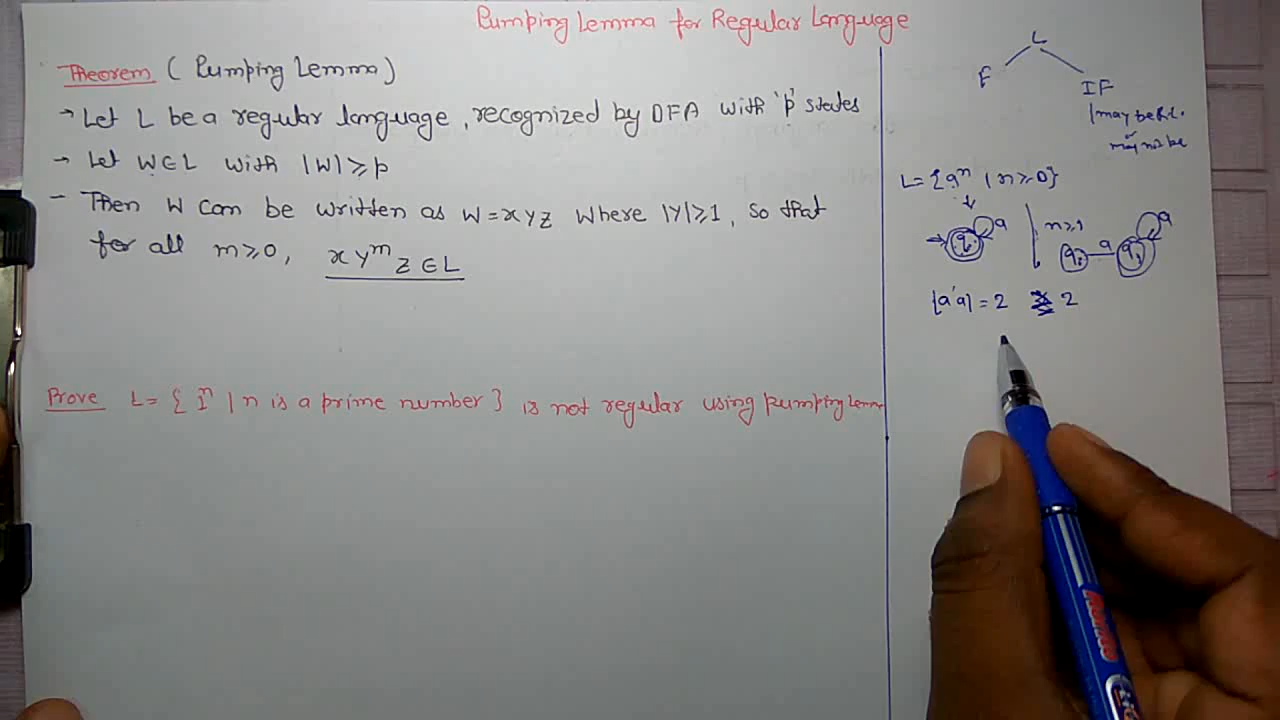 Pumping Lemma for Regular Language
Theorem (Pumping Lemma)
→ Let L be a regular language, recognized by DFA with 'p' states
→ Let W∈L with |W| ≥ p
- Then W can be written as W = xyz where |Y| ≥ 1, so that
for all m ≥ 0, x y^m z ∈ L
Prove L = { 1^n | n is a prime number } is not regular using pumping Lemma
L
F IF
may be R.L.
or
may not be
L = {a^n | n ≥ 0}
a n ≥ 1 a a
|aa| = 2 2